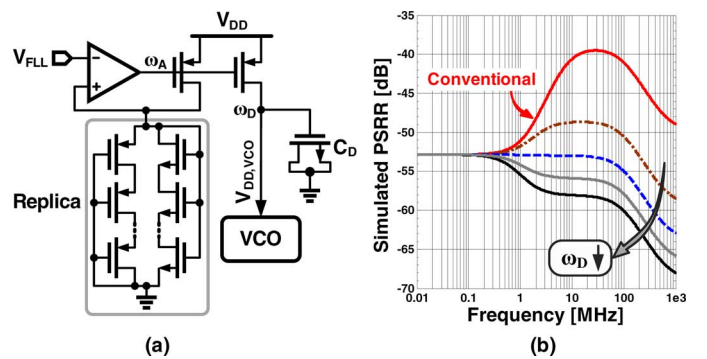 V_DD
V_FLL
ω_A
ω_D
C_D
V_DD,VCO
Replica
VCO
(a)
Simulated PSRR [dB]
-35
-40
-45
-50
-55
-60
-65
-70
Conventional
ω_D ↓
0.01
0.1
1
10
100
1e3
Frequency [MHz]
(b)